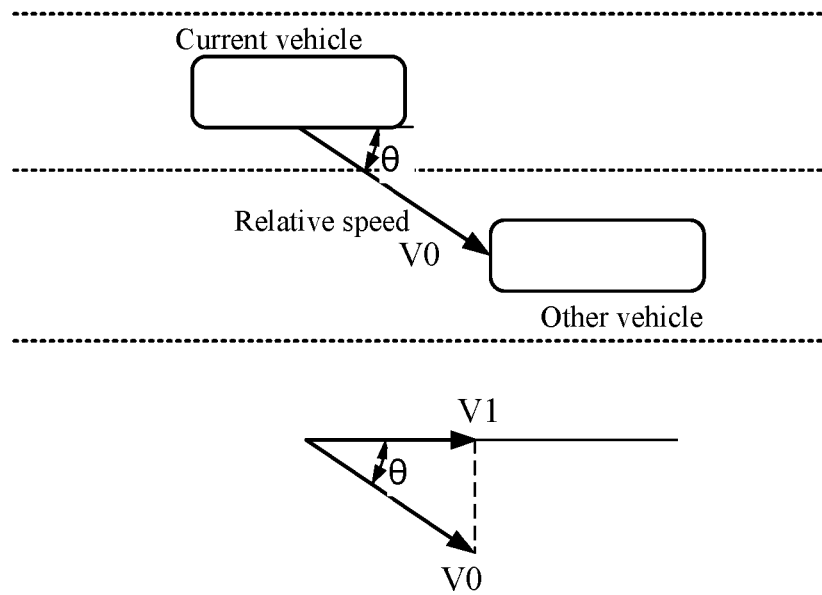 Current vehicle
θ
Relative speed
V0
Other vehicle
V1
θ
V0